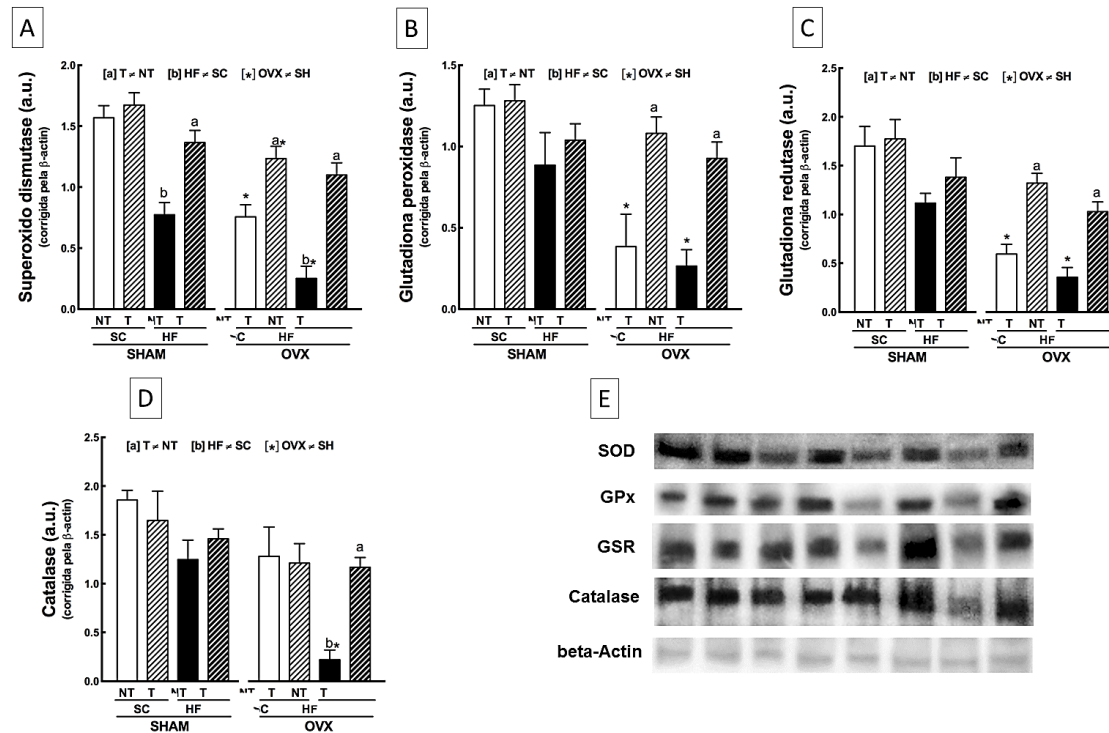 A
Superoxido dismutase (a.u.)
(corrigida pela β-actin)
[a] T ≠ NT [b] HF ≠ SC [*] OVX ≠ SH
2.0
1.5
1.0
0.5
0.0
b
a
*
a*
b*
a
NT T NT T NT T NT T
SC HF C HF
SHAM OVX
B
Glutadiona peroxidase (a.u.)
(corrigida pela β-actin)
[a] T ≠ NT [b] HF ≠ SC [*] OVX ≠ SH
1.5
1.0
0.5
0.0
*
a
*
a
NT T NT T NT T NT T
SC HF C HF
SHAM OVX
C
Glutadiona redutase (a.u.)
(corrigida pela β-actin)
[a] T ≠ NT [b] HF ≠ SC [*] OVX ≠ SH
2.5
2.0
1.5
1.0
0.5
0.0
*
a
*
a
NT T NT T NT T NT T
SC HF C HF
SHAM OVX
D
Catalase (a.u.)
(corrigida pela β-actin)
[a] T ≠ NT [b] HF ≠ SC [*] OVX ≠ SH
2.5
2.0
1.5
1.0
0.5
0.0
b*
a
NT T NT T NT T NT T
SC HF C HF
SHAM OVX
E
SOD
GPx
GSR
Catalase
beta-Actin